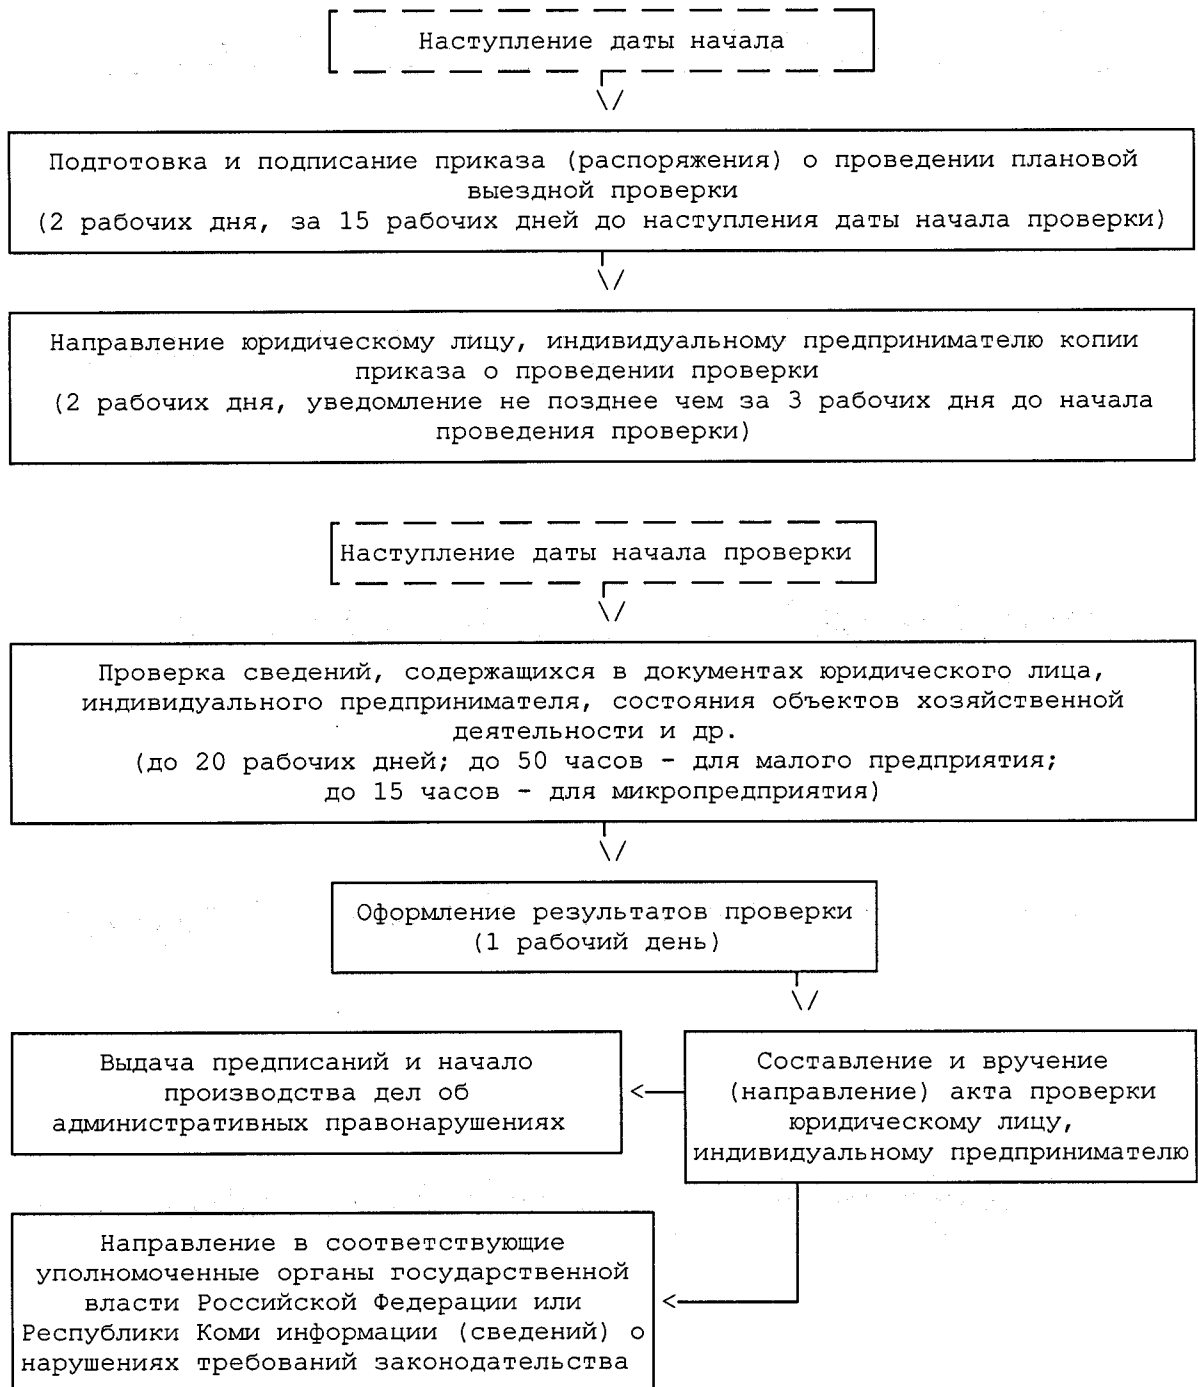 Наступление даты начала
Подготовка и подписание приказа (распоряжения) о проведении плановой
выездной проверки
(2 рабочих дня, за 15 рабочих дней до наступления даты начала проверки)
Направление юридическому лицу, индивидуальному предпринимателю копии
приказа о проведении проверки
(2 рабочих дня, уведомление не позднее чем за 3 рабочих дня до начала
проведения проверки)
Наступление даты начала проверки
Проверка сведений, содержащихся в документах юридического лица,
индивидуального предпринимателя, состояния объектов хозяйственной
деятельности и др.
(до 20 рабочих дней; до 50 часов - для малого предприятия;
до 15 часов - для микропредприятия)
Оформление результатов проверки
(1 рабочий день)
Выдача предписаний и начало
производства дел об
административных правонарушениях
Составление и вручение
(направление) акта проверки
юридическому лицу,
индивидуальному предпринимателю
Направление в соответствующие
уполномоченные органы государственной
власти Российской Федерации или
Республики Коми информации (сведений) о
нарушениях требований законодательства